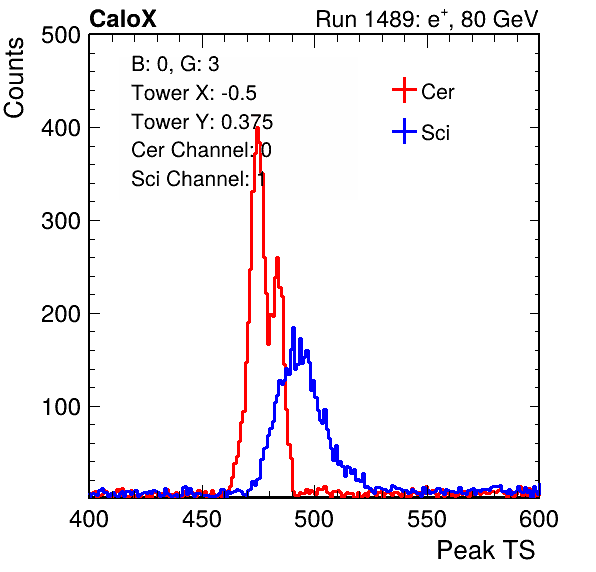 CaloX Run 1489: e⁺, 80 GeV
Counts
500
400
300
200
100
B: 0, G: 3
Tower X: -0.5
Tower Y: 0.375
Cer Channel: 0
Sci Channel: 1
Cer
Sci
400 450 500 550 600
Peak TS